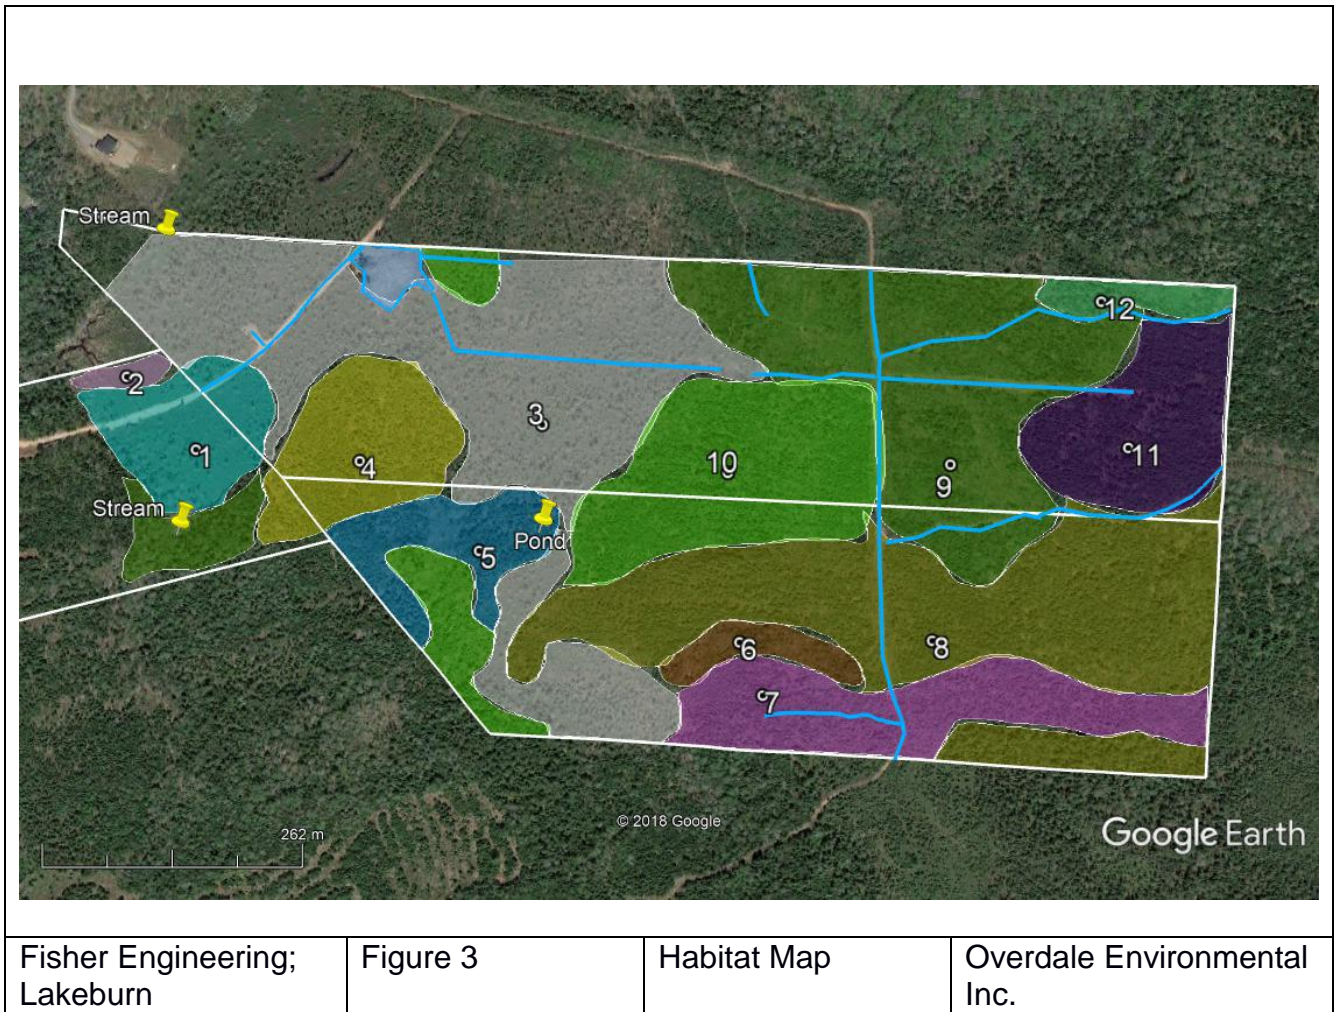 Stream
12
2
3
1
4
10
11
9
Stream
Pond
5
6
8
7
© 2018 Google
262 m
Google Earth
Fisher Engineering;
Lakeburn
Figure 3
Habitat Map
Overdale Environmental
Inc.